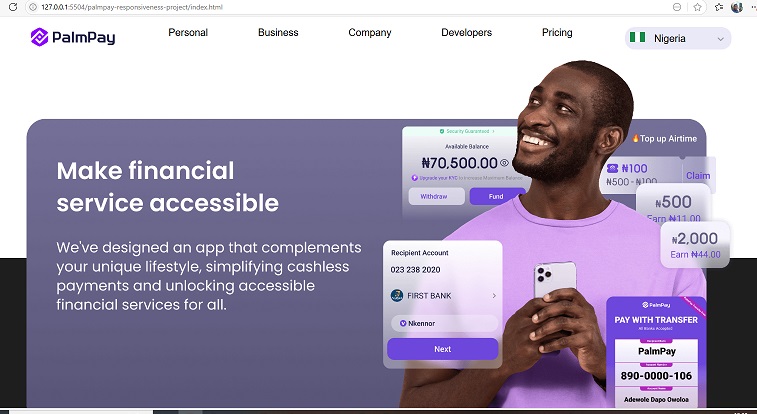 127.0.0.1:5504/palmpay-responsiveness-project/index.html
PalmPay
Personal
Business
Company
Developers
Pricing
Nigeria
Make financial
service accessible
We've designed an app that complements
your unique lifestyle, simplifying cashless
payments and unlocking accessible
financial services for all.
Security Guaranteed >
Available Balance
₦70,500.00
Upgrade your KYC to increase Maximum Balance
Withdraw
Fund
Top up Airtime
₦100
₦500 - ₦100
Claim
₦500
Earn ₦11.00
₦2,000
Earn ₦44.00
Recipient Account
023 238 2020
FIRST BANK
Nkennor
Next
PalmPay
PAY WITH TRANSFER
All Banks Accepted
PalmPay
890-0000-106
Account Name
Adewole Dapo Owoloa